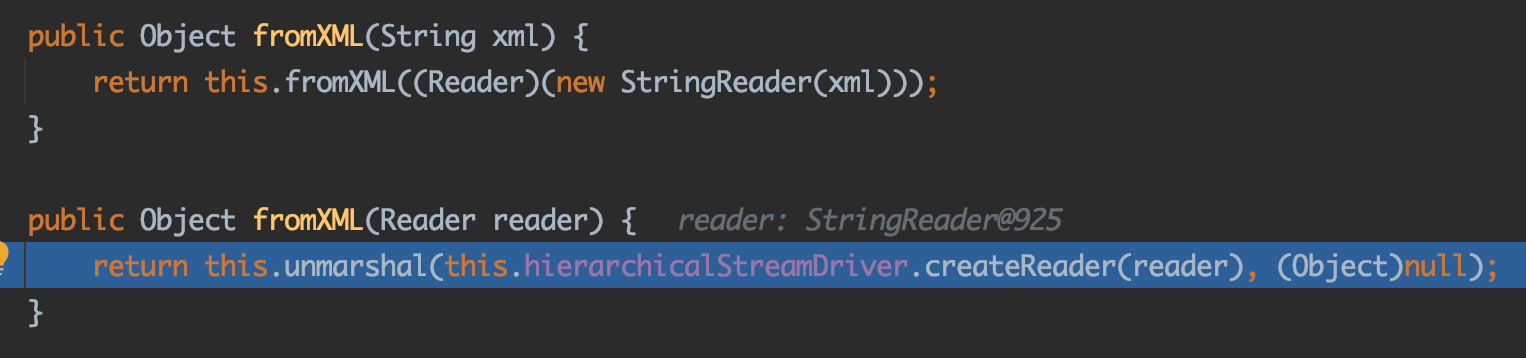 public Object fromXML(String xml) {
    return this.fromXML((Reader)(new StringReader(xml)));
}
public Object fromXML(Reader reader) {   reader: StringReader@925
    return this.unmarshal(this.hierarchicalStreamDriver.createReader(reader), (Object)null);
}